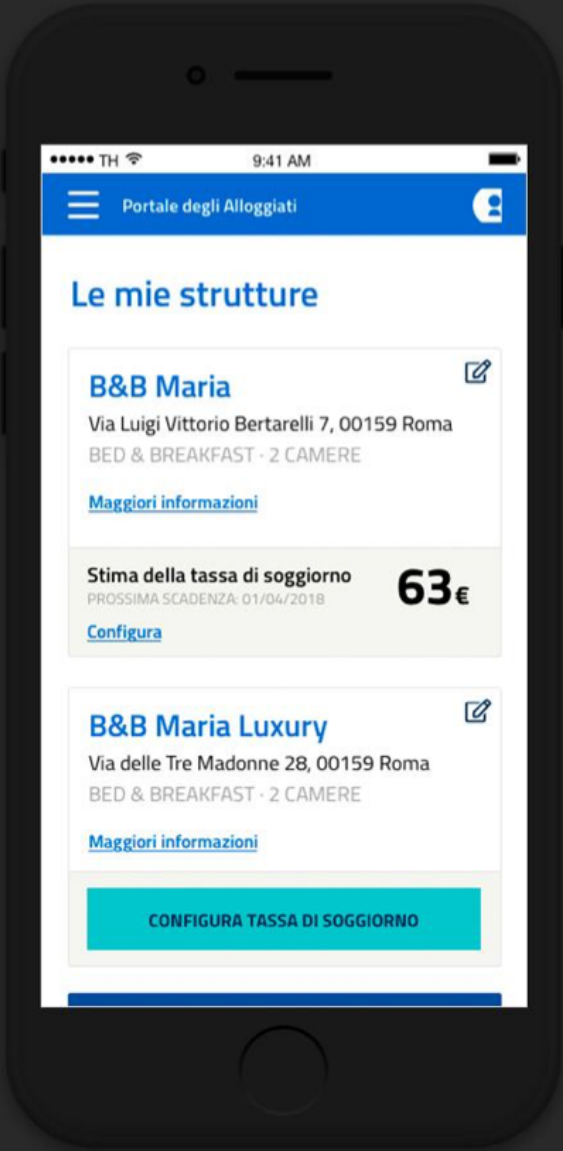 TH 9:41 AM
Portale degli Alloggiati
Le mie strutture
B&B Maria
Via Luigi Vittorio Bertarelli 7, 00159 Roma
BED & BREAKFAST · 2 CAMERE
Maggiori informazioni
Stima della tassa di soggiorno
63€
PROSSIMA SCADENZA: 01/04/2018
Configura
B&B Maria Luxury
Via delle Tre Madonne 28, 00159 Roma
BED & BREAKFAST · 2 CAMERE
Maggiori informazioni
CONFIGURA TASSA DI SOGGIORNO